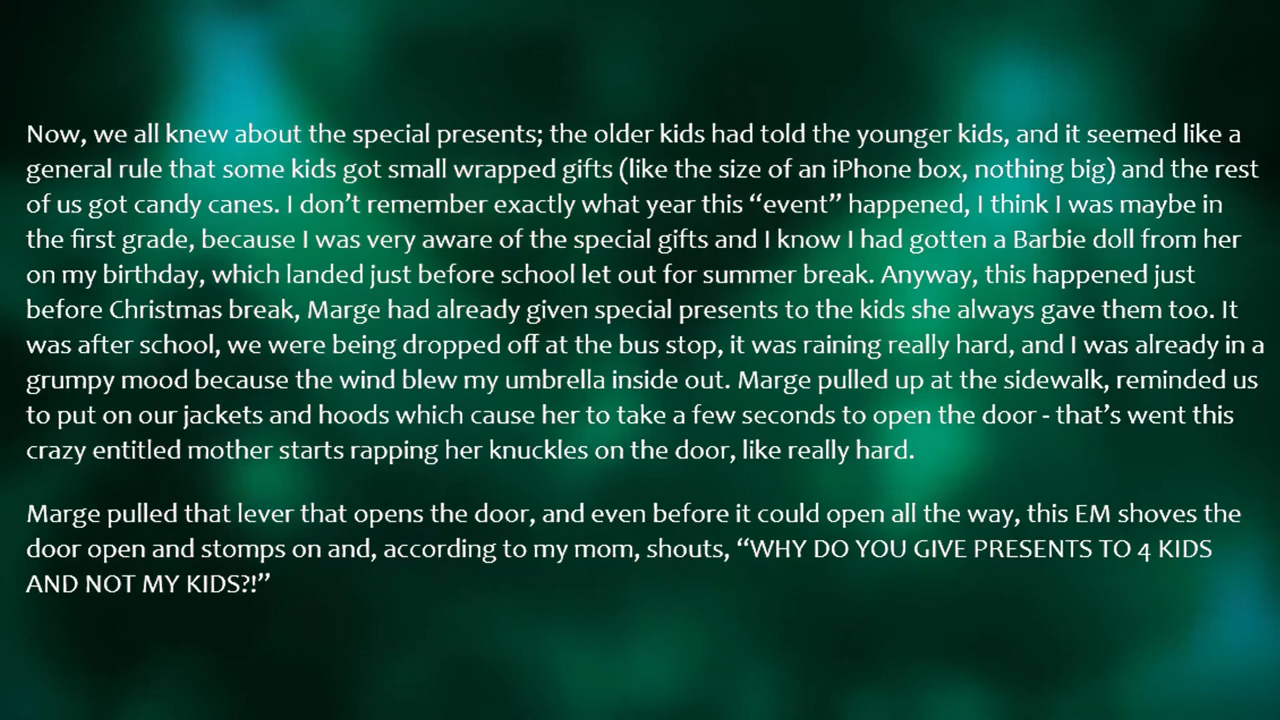 Now, we all knew about the special presents; the older kids had told the younger kids, and it seemed like a
general rule that some kids got small wrapped gifts (like the size of an iPhone box, nothing big) and the rest
of us got candy canes. I don’t remember exactly what year this “event” happened, I think I was maybe in
the first grade, because I was very aware of the special gifts and I know I had gotten a Barbie doll from her
on my birthday, which landed just before school let out for summer break. Anyway, this happened just
before Christmas break, Marge had already given special presents to the kids she always gave them too. It
was after school, we were being dropped off at the bus stop, it was raining really hard, and I was already in a
grumpy mood because the wind blew my umbrella inside out. Marge pulled up at the sidewalk, reminded us
to put on our jackets and hoods which cause her to take a few seconds to open the door - that’s went this
crazy entitled mother starts rapping her knuckles on the door, like really hard.
Marge pulled that lever that opens the door, and even before it could open all the way, this EM shoves the
door open and stomps on and, according to my mom, shouts, “WHY DO YOU GIVE PRESENTS TO 4 KIDS
AND NOT MY KIDS?!”